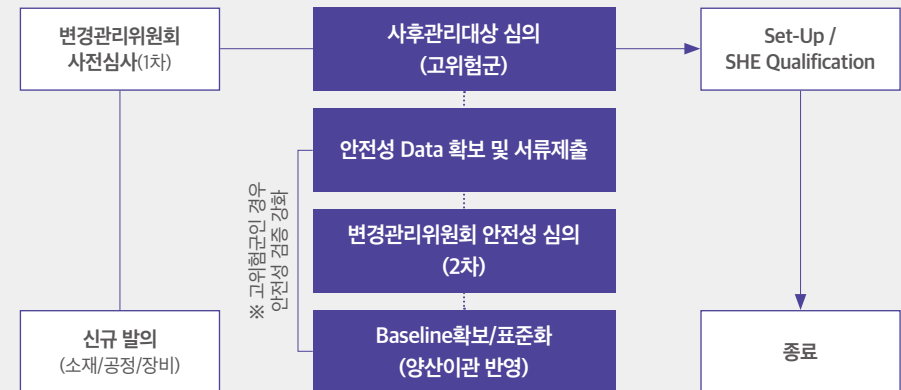 변경관리위원회
사전심사(1차)
사후관리대상 심의
(고위험군)
Set-Up /
SHE Qualification
안전성 Data 확보 및 서류제출
※ 고위험군인 경우
안전성 검증 강화
변경관리위원회 안전성 심의
(2차)
신규 발의
(소재/공정/장비)
Baseline확보/표준화
(양산이관 반영)
종료